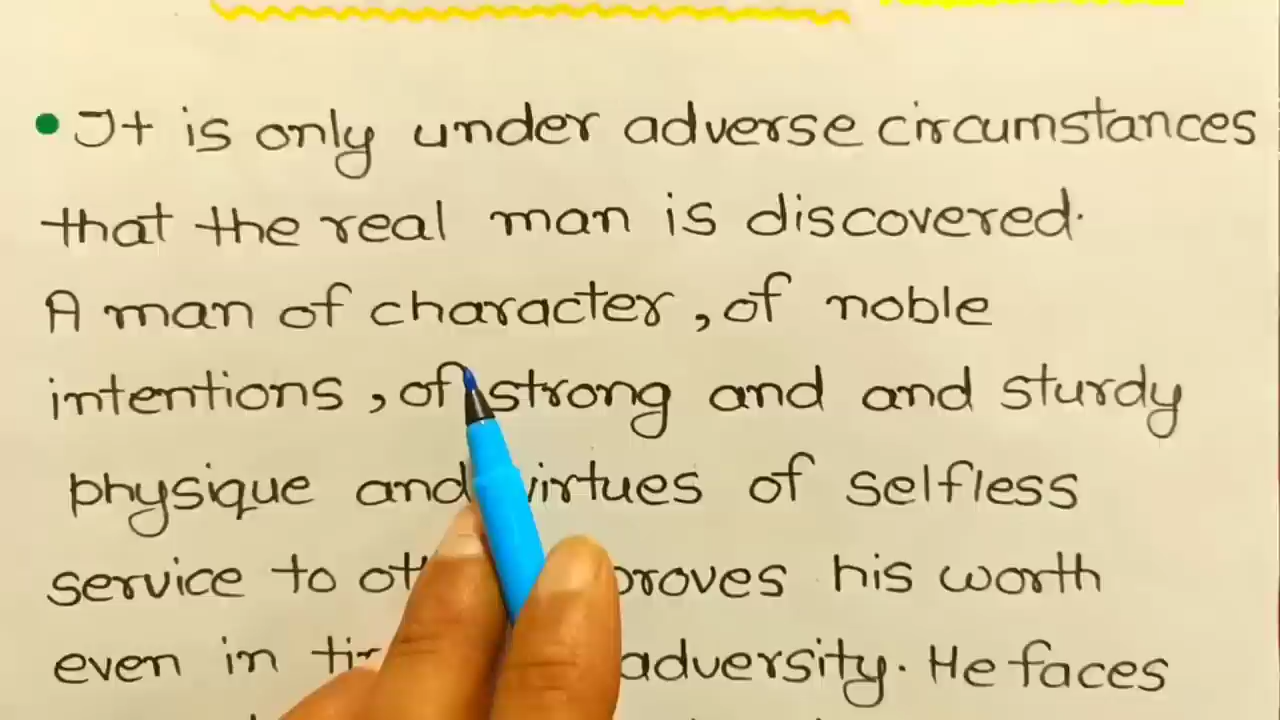 It is only under adverse circumstances
that the real man is discovered.
A man of character, of noble
intentions, of strong and and sturdy
physique and virtues of selfless
service to proves his worth
even in adversity. He faces